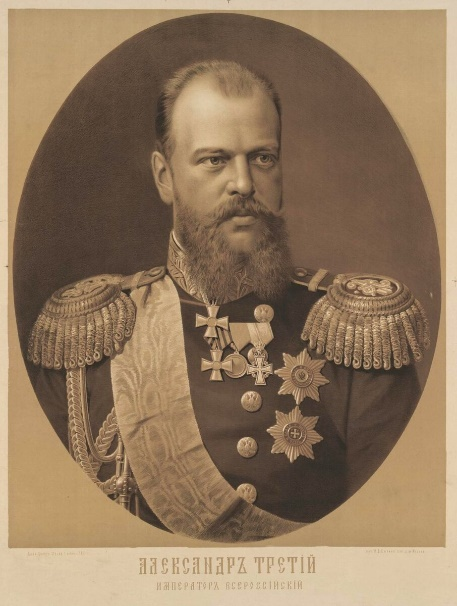 АЛЕКСАНДРЪ ТРЕТІЙ
ИМПЕРАТОРЪ ВСЕРОССІЙСКІЙ